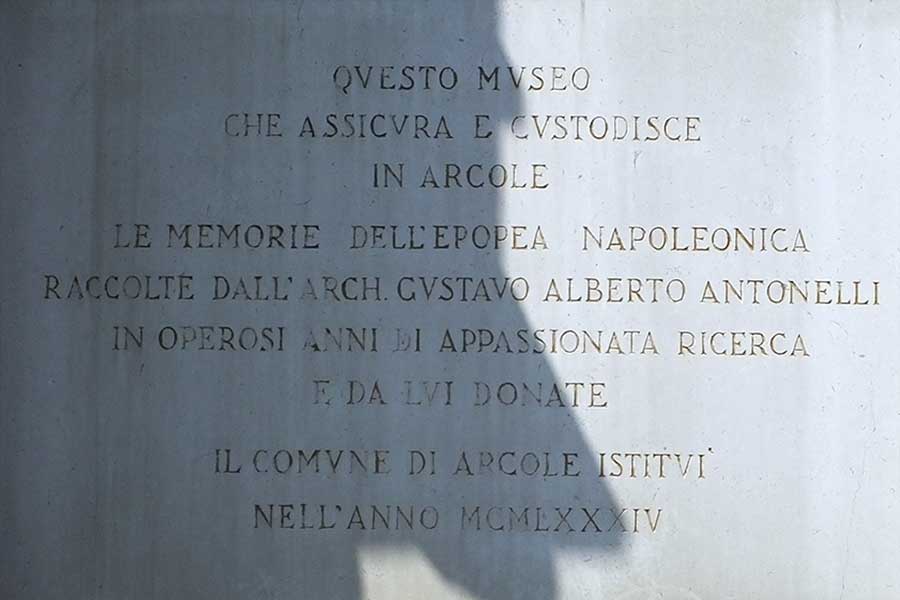 QVESTO MVSEO
CHE ASSICVRA E CVSTODISCE
IN ARCOLE
LE MEMORIE DELL'EPOPEA NAPOLEONICA
RACCOLTE DALL'ARCH. GVSTAVO ALBERTO ANTONELLI
IN OPEROSI ANNI DI APPASSIONATA RICERCA
E DA LVI DONATE
IL COMVNE DI ARCOLE ISTITVI'
NELL'ANNO MCMLXXXIV